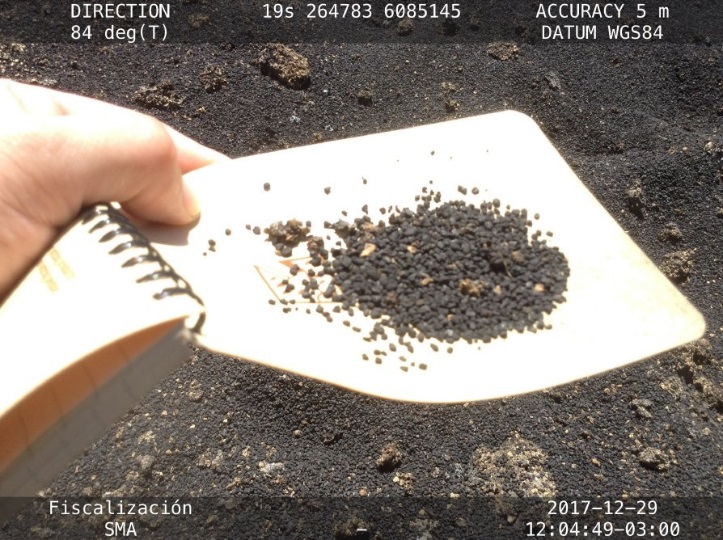 DIRECTION
84 deg(T)
19s 264783 6085145
ACCURACY 5 m
DATUM WGS84
Fiscalización
SMA
2017-12-29
12:04:49-03:00